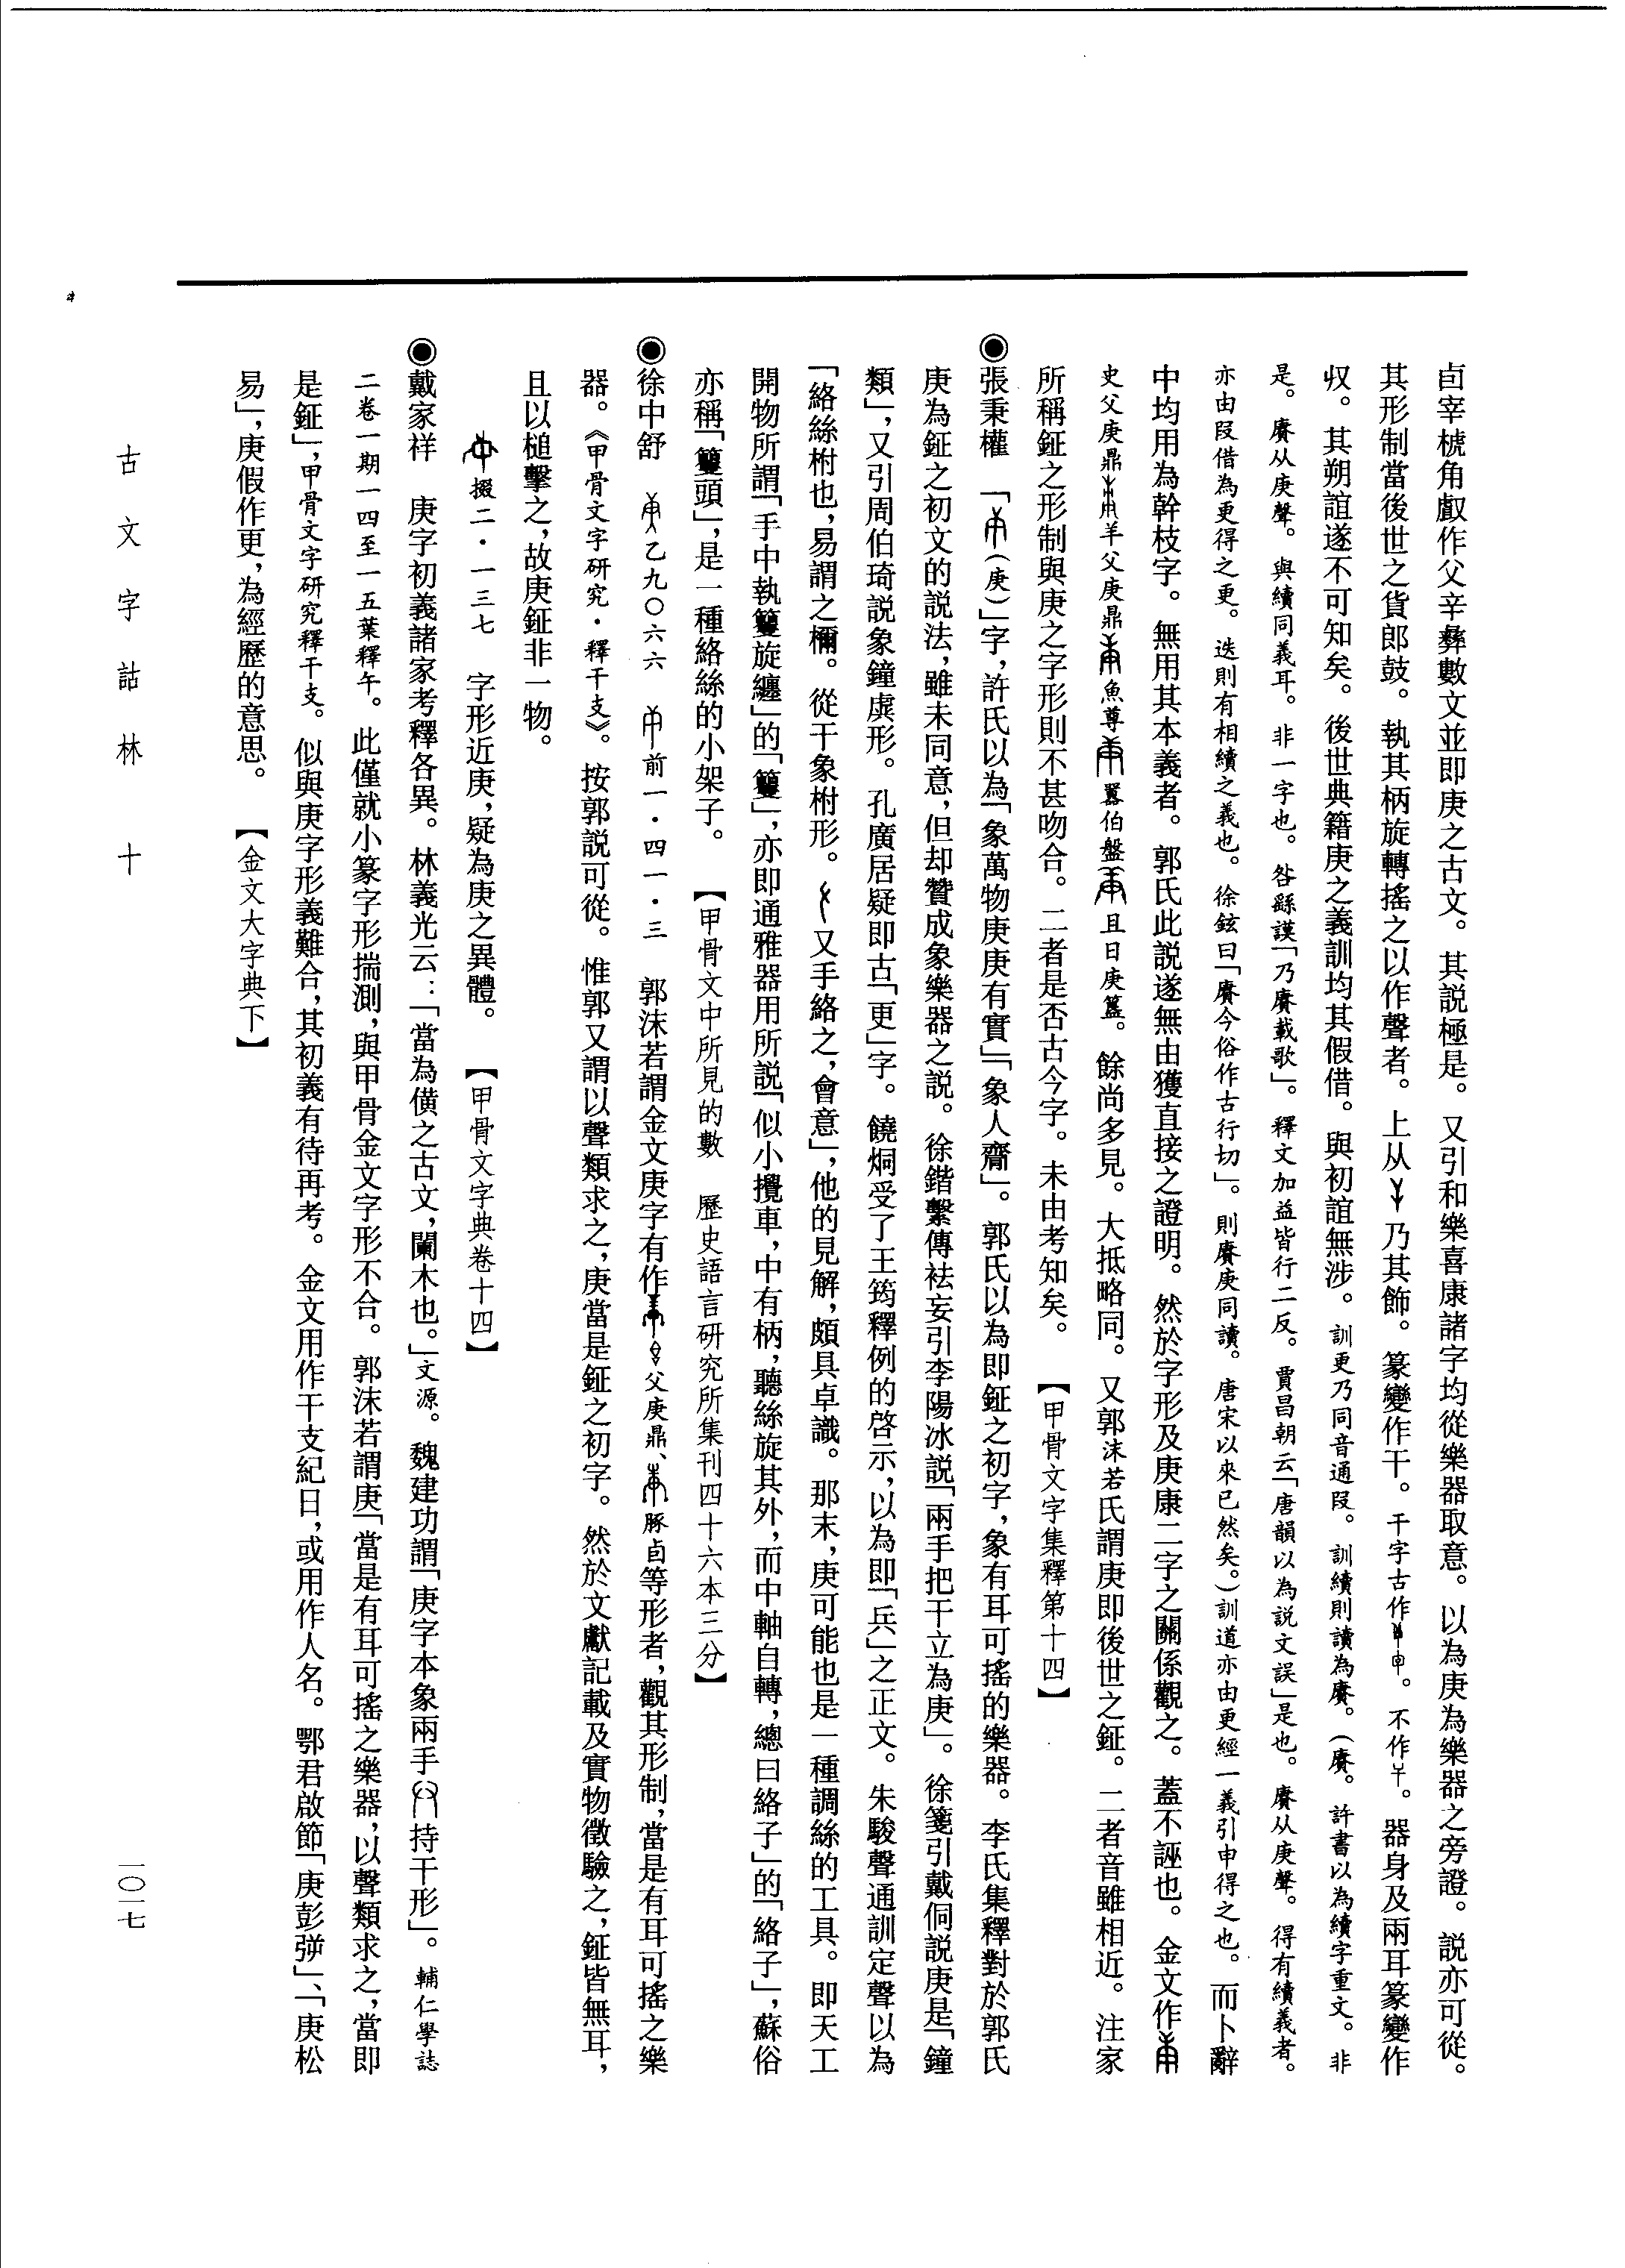 卣宰椃角觑作父辛彝數文並即庚之古文。其説極是。又引和樂喜康諸字均從樂器取意。以為庚為樂器之旁證。説亦可從。
其形制當後世之貨郎鼓。執其柄旋轉搖之以作聲者。上从乃其飾。篆變作干。干字古作。不作。器身及兩耳篆變作
収。其朔誼遂不可知矣。後世典籍庚之義訓均其假借。與初誼無涉。訓更乃同音通叚。訓續則讀為賡。(賡。許書以為續字重文。非
是。賡从庚聲。與續同義耳。非一字也。咎繇謨「乃賡載歌」。釋文加益皆行二反。賈昌朝云「唐韻以為説文誤」是也。賡从庚聲。得有續義者。
亦由叚借為更得之更。迭則有相續之義也。徐鉉曰「賡今俗作古行切」。則賡庚同讀。唐宋以來已然矣。)訓道亦由更經一義引申得之也。而卜辭
中均用為幹枝字。無用其本義者。郭氏此説遂無由獲直接之證明。然於字形及庚康二字之關係觀之。蓋不誣也。金文作
史父庚鼎羊父庚鼎魚尊嚚伯盤且日庚簋。餘尚多見。大抵略同。又郭沫若氏謂庚即後世之鉦。二者音雖相近。注家
所稱鉦之形制與庚之字形則不甚吻合。二者是否古今字。未由考知矣。【甲骨文字集釋第十四】
◉張秉權 「(庚)」字,許氏以為「象萬物庚庚有實」「象人齎」。郭氏以為即鉦之初字,象有耳可搖的樂器。李氏集釋對於郭氏
庚為鉦之初文的説法,雖未同意,但却贊成象樂器之説。徐鍇繫傳袪妄引李陽冰説「兩手把干立為庚」。徐箋引戴侗説庚是「鐘
類」,又引周伯琦説象鐘虡形。孔廣居疑即古「更」字。饒炯受了王筠釋例的啓示,以為即「兵」之正文。朱駿聲通訓定聲以為
「絡絲柎也,易謂之檷。從干象柎形。又手絡之,會意」,他的見解,頗具卓識。那末,庚可能也是一種調絲的工具。即天工
開物所謂「手中執籰旋纏」的「籰」,亦即通雅器用所説「似小攪車,中有柄,聽絲旋其外,而中軸自轉,總曰絡子」的「絡子」,蘇俗
亦稱「籰頭」,是一種絡絲的小架子。【甲骨文中所見的數 歷史語言研究所集刊四十六本三分】
◉徐中舒 乙九〇六六 前一・四一・三 郭沫若謂金文庚字有作父庚鼎、豚卣等形者,觀其形制,當是有耳可搖之樂
器。《甲骨文字研究・釋干支》。按郭説可從。惟郭又謂以聲類求之,庚當是鉦之初字。然於文獻記載及實物徵驗之,鉦皆無耳,
且以槌擊之,故庚鉦非一物。
掇二・一三七 字形近庚,疑為庚之異體。【甲骨文字典卷十四】
◉戴家祥 庚字初義諸家考釋各異。林義光云:「當為橫之古文,闌木也。」文源。魏建功謂「庚字本象兩手持干形」。輔仁學誌
二卷一期一四至一五葉釋午。此僅就小篆字形揣測,與甲骨金文字形不合。郭沫若謂庚「當是有耳可搖之樂器,以聲類求之,當即
是鉦」,甲骨文字研究釋干支。似與庚字形義難合,其初義有待再考。金文用作干支紀日,或用作人名。鄂君啟節「庚彭弶」、「庚松
易」,庚假作更,為經歷的意思。【金文大字典下】
古文字詁林 十
一〇一七